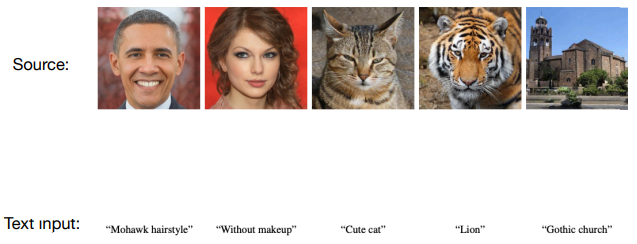 Source:
Text input:
“Mohawk hairstyle”
“Without makeup”
“Cute cat”
“Lion”
“Gothic church”